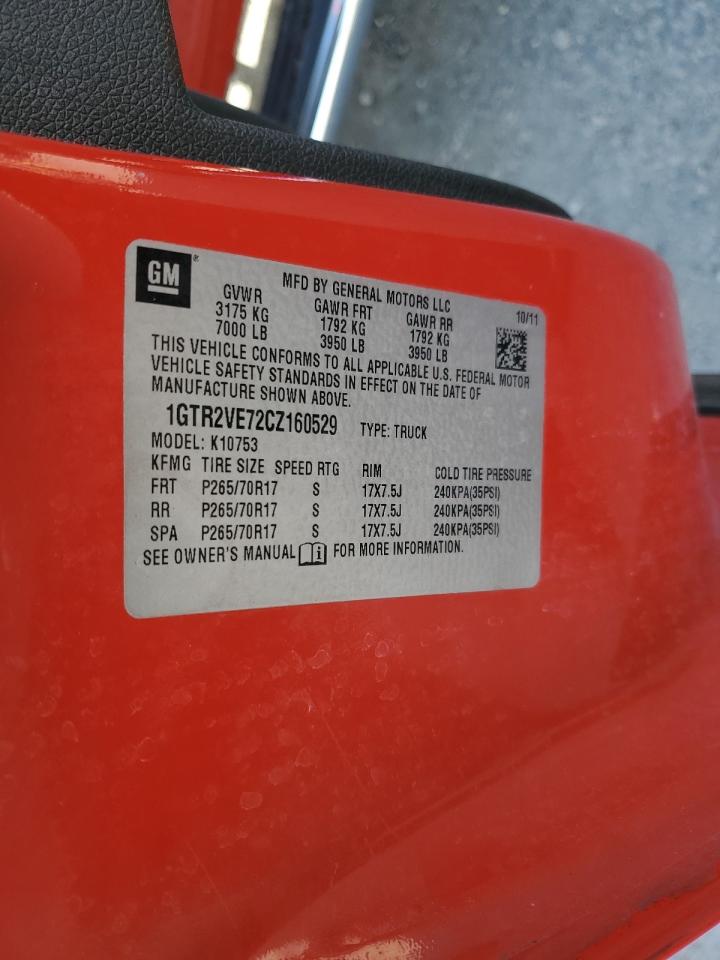 GM®
MFD BY GENERAL MOTORS LLC
10/11
GVWR GAWR FRT GAWR RR
3175 KG 1792 KG 1792 KG
7000 LB 3950 LB 3950 LB
THIS VEHICLE CONFORMS TO ALL APPLICABLE U.S. FEDERAL MOTOR
VEHICLE SAFETY STANDARDS IN EFFECT ON THE DATE OF
MANUFACTURE SHOWN ABOVE.
1GTR2VE72CZ160529 TYPE: TRUCK
MODEL: K10753
KFMG TIRE SIZE SPEED RTG RIM COLD TIRE PRESSURE
FRT P265/70R17 S 17X7.5J 240KPA(35PSI)
RR P265/70R17 S 17X7.5J 240KPA(35PSI)
SPA P265/70R17 S 17X7.5J 240KPA(35PSI)
SEE OWNER'S MANUAL FOR MORE INFORMATION.